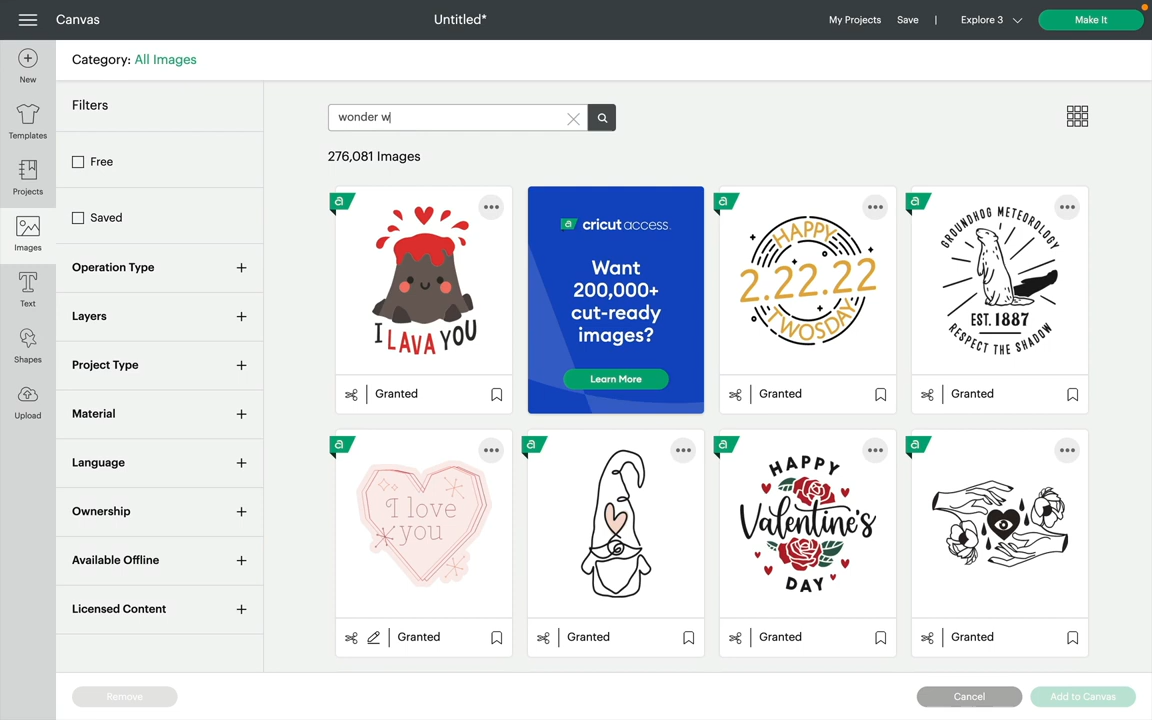 Canvas
Untitled*
My Projects
Save
|
Explore 3
Make It
New
Templates
Projects
Images
Text
Shapes
Upload
Category: All Images
Filters
Free
Saved
Operation Type
Layers
Project Type
Material
Language
Ownership
Available Offline
Licensed Content
wonder w
276,081 Images
I LAVA YOU
Granted
a cricut access
Want
200,000+
cut-ready
images?
Learn More
HAPPY
2.22.22
TWOSDAY
Granted
GROUNDHOG METEOROLOGY
EST. 1887
RESPECT THE SHADOW
Granted
I love
you
Granted
Granted
HAPPY
Valentine's
DAY
Granted
Granted
Remove
Cancel
Add to Canvas